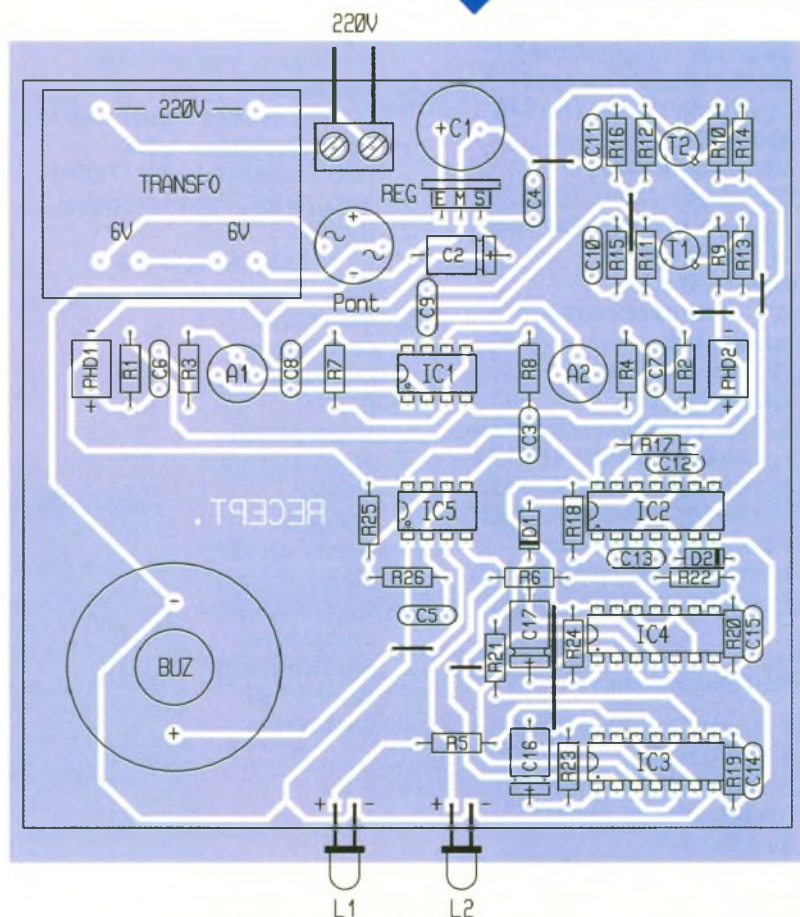 220V
220V
TRANSFO
6V 6V
+ C1
REG
E M S
C2 +
C4
+
-
Pont
C11 R16 R12 T2 R10 R14
C10 R15 R11 T1 R9 R13
C9
- PHD1 + R1 C6 R3 A1 C8 R7 IC1 R8 A2 R4 C7 R2 - PHD2 +
C3
R17
C12
RECEPT.
R25 IC5 D1 R18 IC2
C13 D2
R26 R6 R22
C5 C17 R21 R24 IC4 R20 C15
-
BUZ
+
R5 C16 R23 IC3 R19 C14
+ - + -
L1 L2